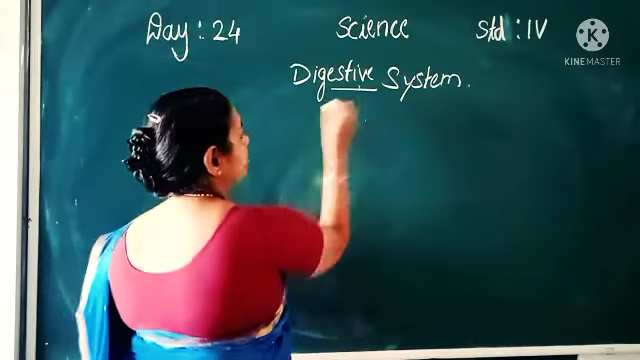 Day : 24 Science Std : IV
Digestive System.
KINEMASTER